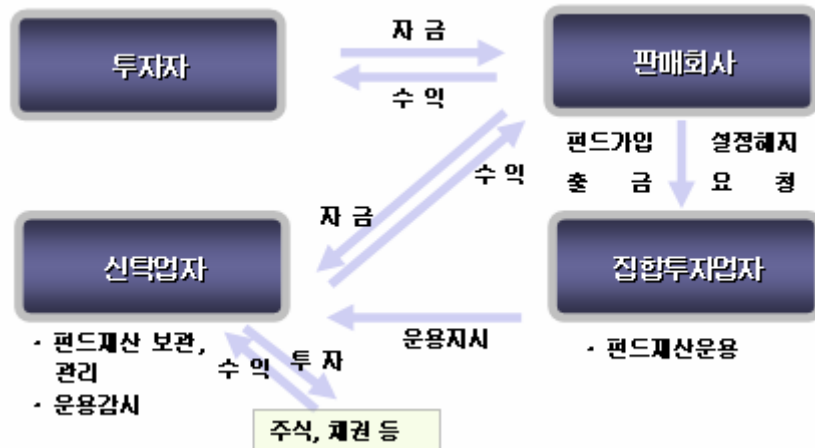 자 금
투자자
판매회사
수 익
펀드가입 설정해지
출 금 요 청
수 익
자 금
신탁업자
집합투자업자
운용지시
· 펀드재산 보관,
관리
· 운용감시
수 익
투 자
· 펀드재산운용
주식, 채권 등